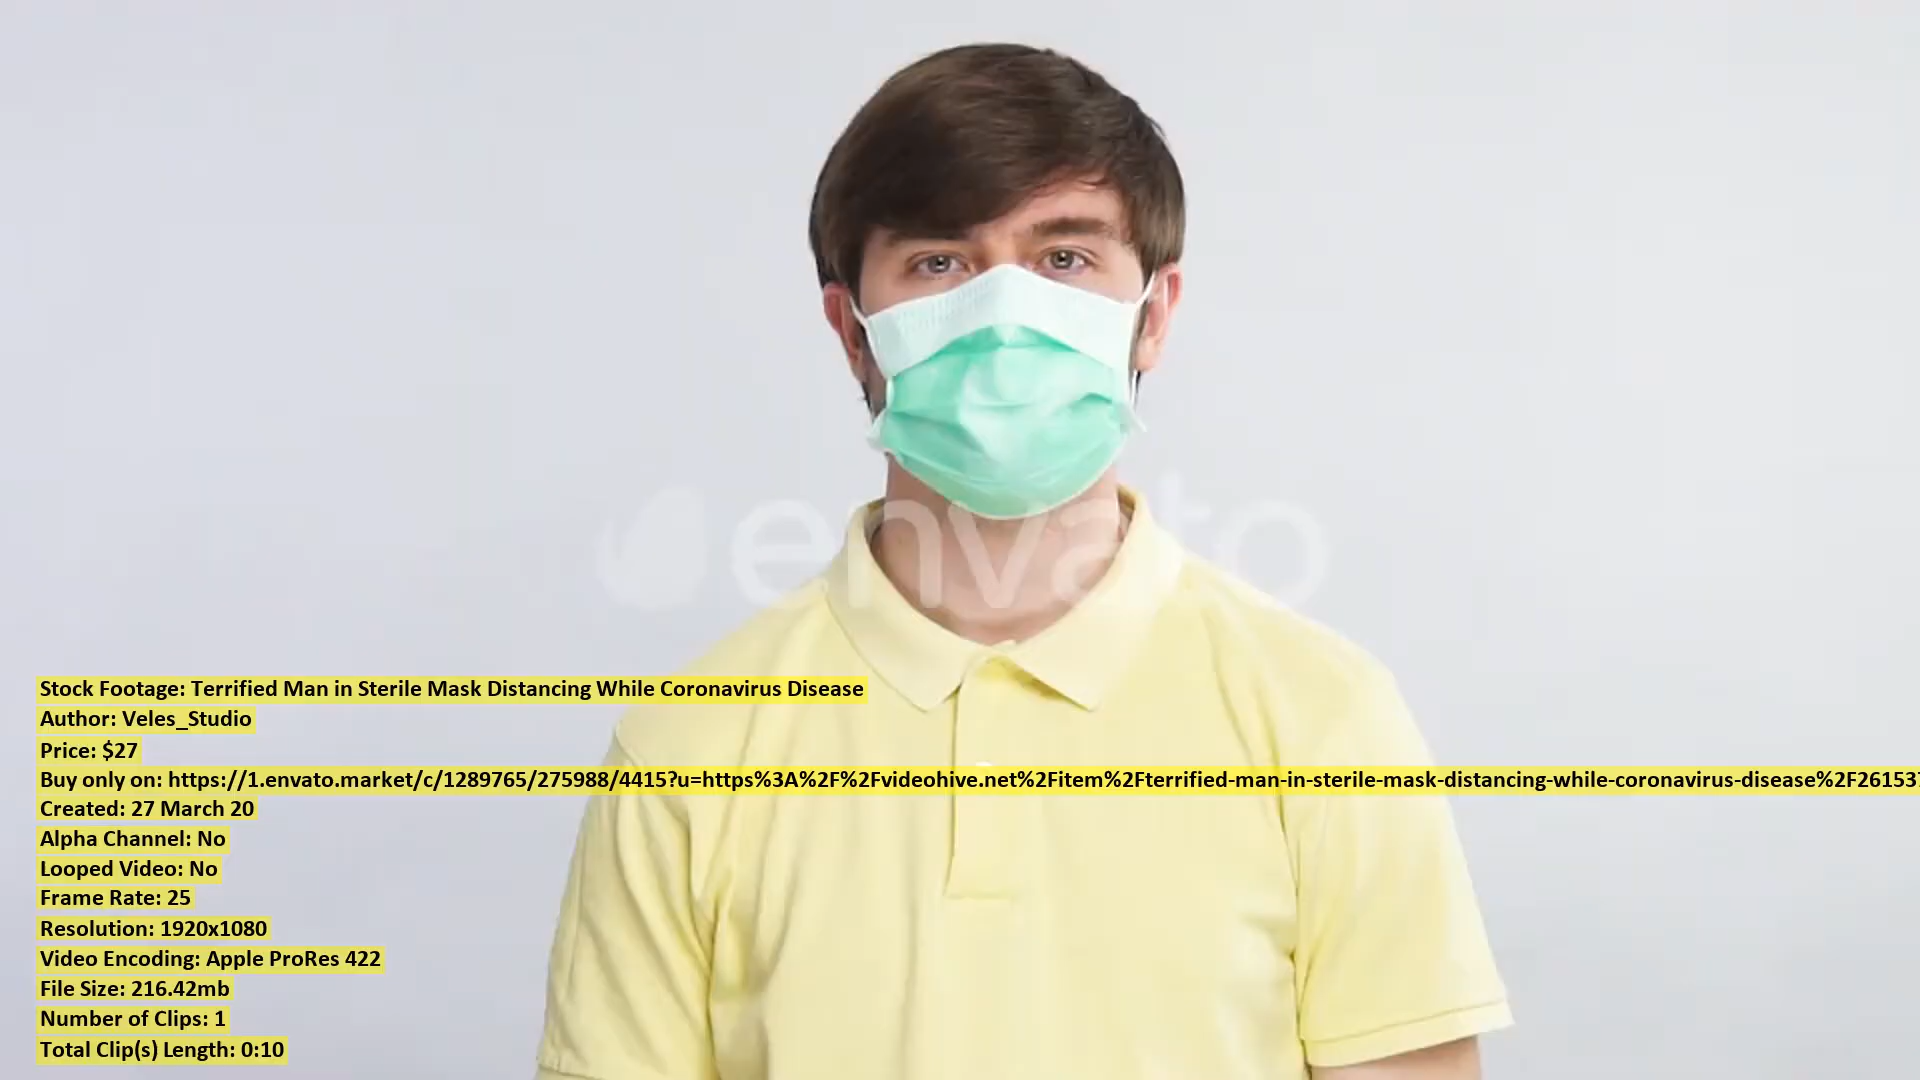 envato
Stock Footage: Terrified Man in Sterile Mask Distancing While Coronavirus Disease
Author: Veles_Studio
Price: $27
Buy only on: https://1.envato.market/c/1289765/275988/4415?u=https%3A%2F%2Fvideohive.net%2Fitem%2Fterrified-man-in-sterile-mask-distancing-while-coronavirus-disease%2F26153
Created: 27 March 20
Alpha Channel: No
Looped Video: No
Frame Rate: 25
Resolution: 1920x1080
Video Encoding: Apple ProRes 422
File Size: 216.42mb
Number of Clips: 1
Total Clip(s) Length: 0:10